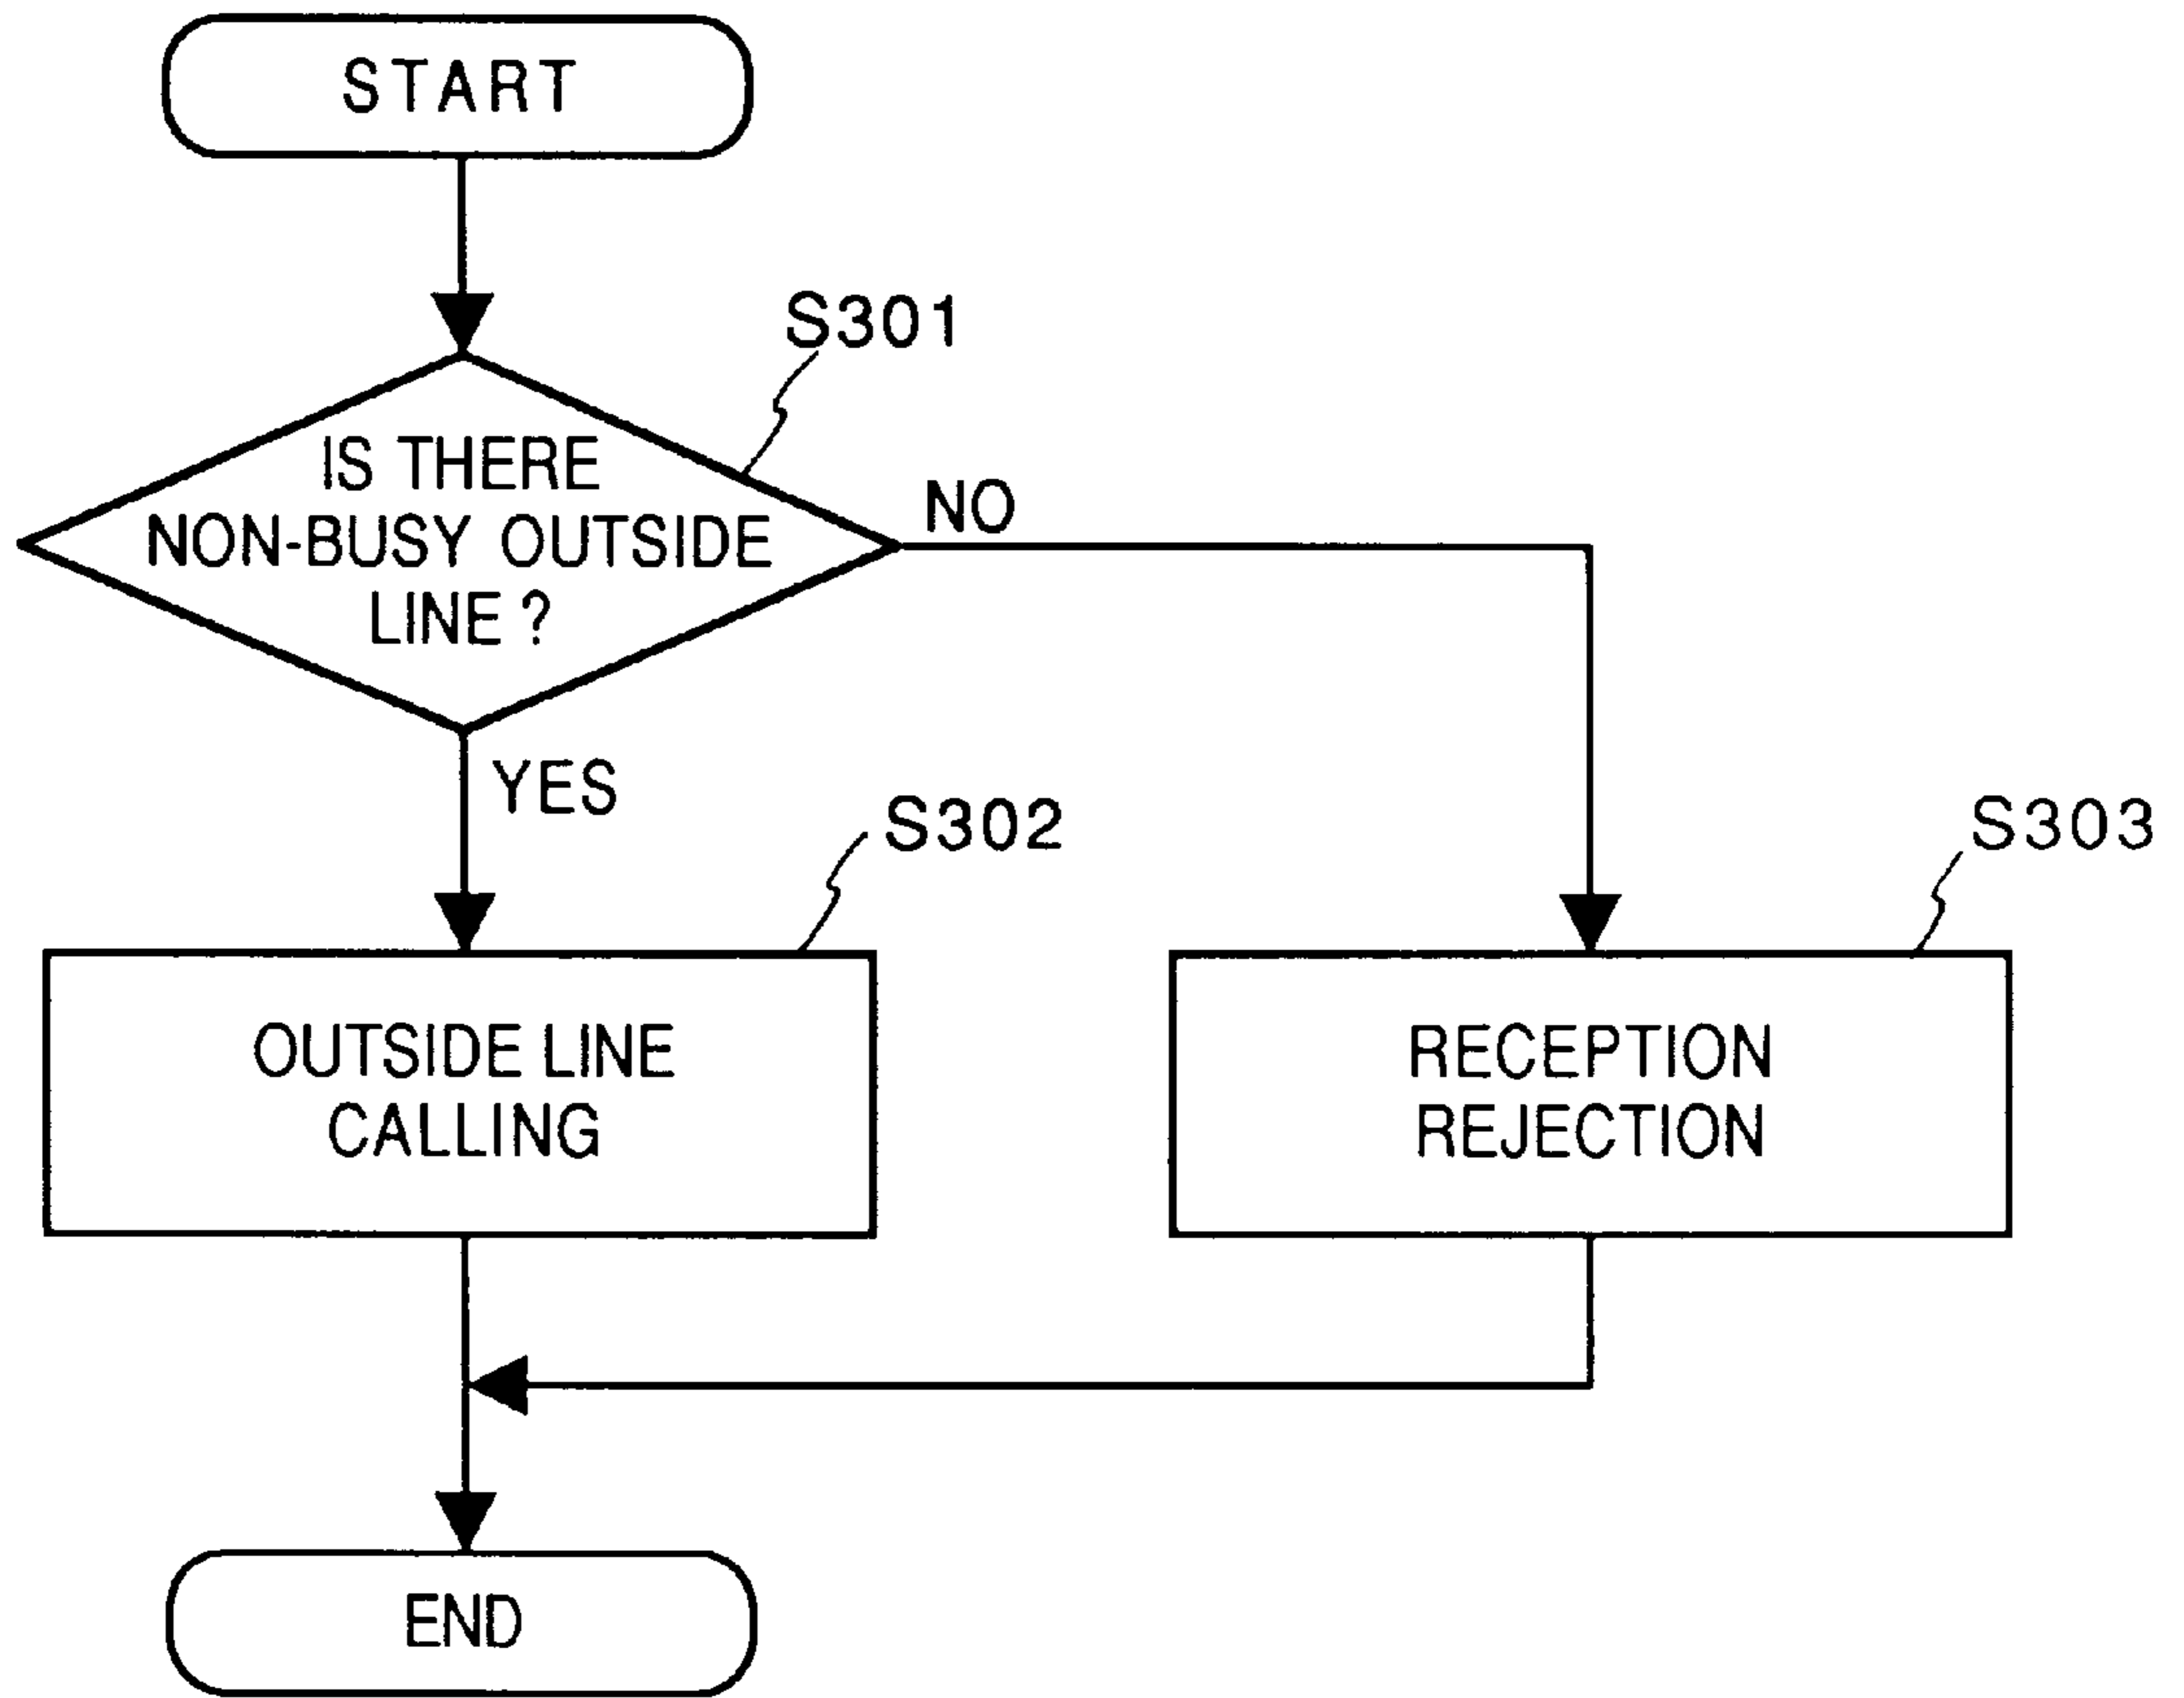 START
S301
IS THERE
NON-BUSY OUTSIDE
LINE ?
NO
YES
S302
S303
OUTSIDE LINE
CALLING
RECEPTION
REJECTION
END